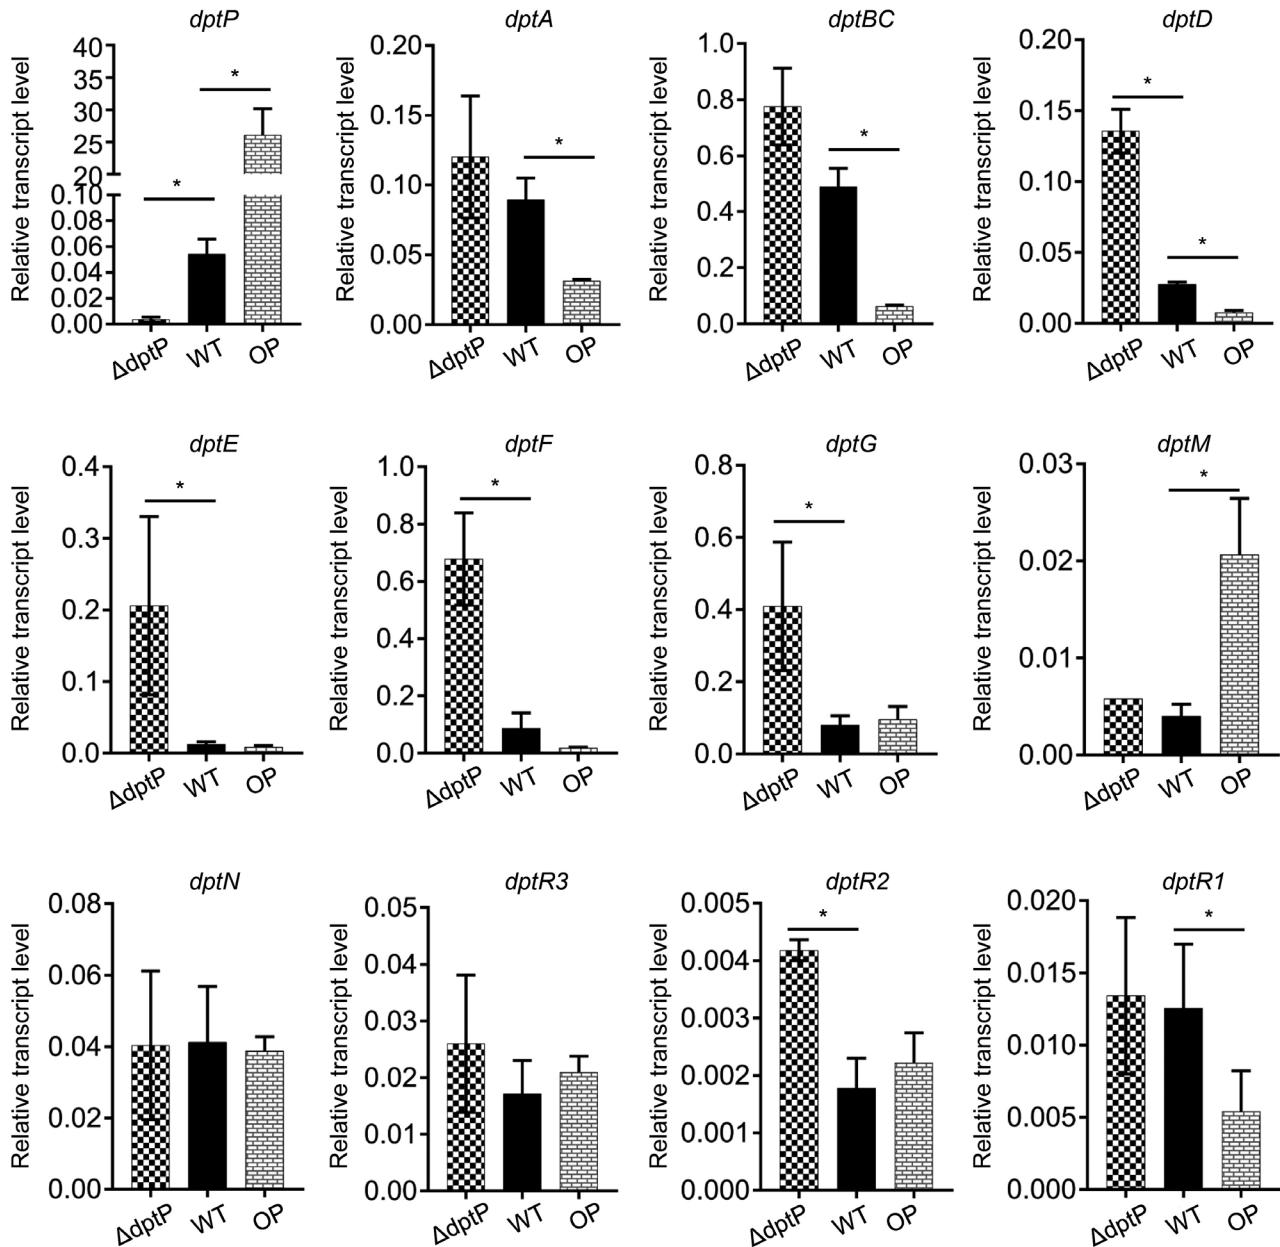 dptP
Relative transcript level
40
35
30
25
20
0.10
0.08
0.06
0.04
0.02
0.00
*
*
ΔdptP WT OP
dptA
Relative transcript level
0.20
0.15
0.10
0.05
0.00
*
ΔdptP WT OP
dptBC
Relative transcript level
1.0
0.8
0.6
0.4
0.2
0.0
*
ΔdptP WT OP
dptD
Relative transcript level
0.20
0.15
0.10
0.05
0.00
*
*
ΔdptP WT OP
dptE
Relative transcript level
0.4
0.3
0.2
0.1
0.0
*
ΔdptP WT OP
dptF
Relative transcript level
1.0
0.8
0.6
0.4
0.2
0.0
*
ΔdptP WT OP
dptG
Relative transcript level
0.8
0.6
0.4
0.2
0.0
*
ΔdptP WT OP
dptM
Relative transcript level
0.03
0.02
0.01
0.00
*
ΔdptP WT OP
dptN
Relative transcript level
0.08
0.06
0.04
0.02
0.00
ΔdptP WT OP
dptR3
Relative transcript level
0.05
0.04
0.03
0.02
0.01
0.00
ΔdptP WT OP
dptR2
Relative transcript level
0.005
0.004
0.003
0.002
0.001
0.000
*
ΔdptP WT OP
dptR1
Relative transcript level
0.020
0.015
0.010
0.005
0.000
*
ΔdptP WT OP